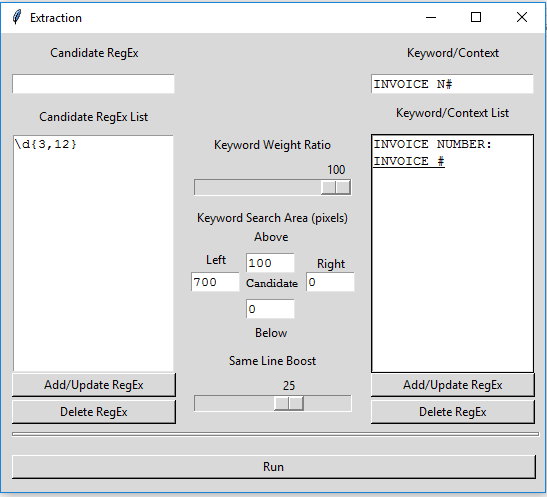 Extraction
Candidate RegEx
Keyword/Context
INVOICE N#
Candidate RegEx List
Keyword/Context List
\d{3,12}
INVOICE NUMBER:
INVOICE #
Keyword Weight Ratio
100
Keyword Search Area (pixels)
Above
Left
100
Right
700
Candidate
0
0
Below
Same Line Boost
25
Add/Update RegEx
Add/Update RegEx
Delete RegEx
Delete RegEx
Run